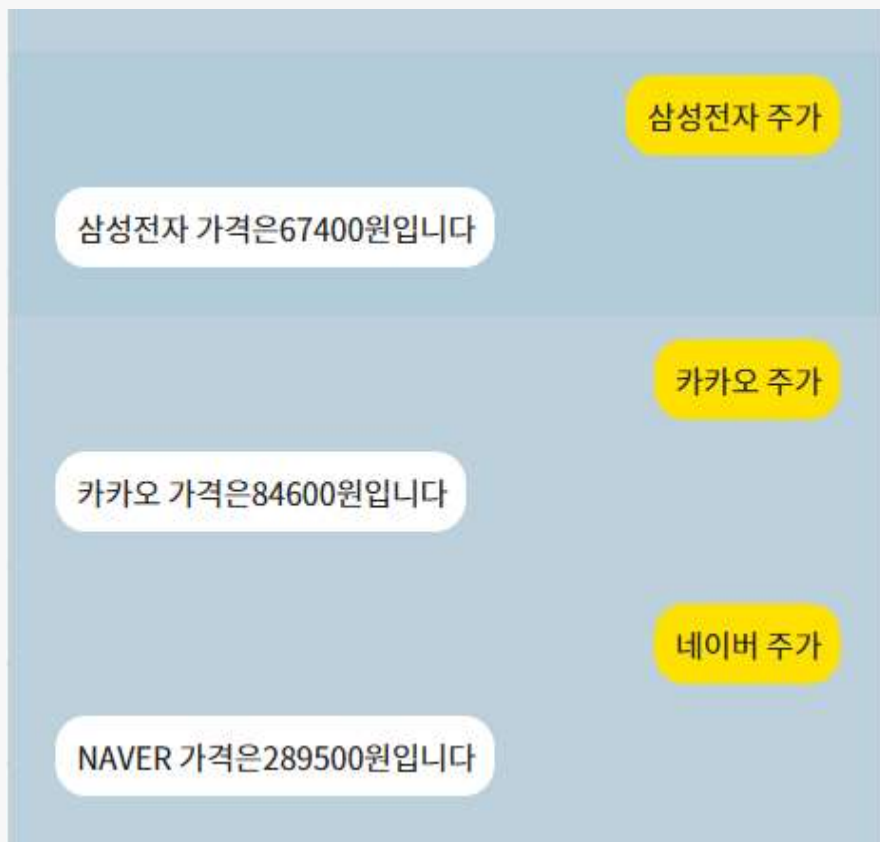 삼성전자 주가
삼성전자 가격은67400원입니다
카카오 주가
카카오 가격은84600원입니다
네이버 주가
NAVER 가격은289500원입니다